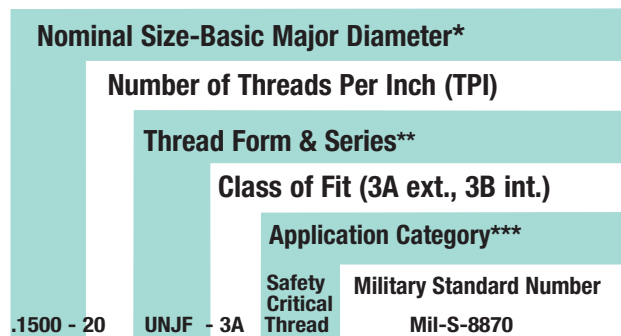 Nominal Size-Basic Major Diameter*
Number of Threads Per Inch (TPI)
Thread Form & Series**
Class of Fit (3A ext., 3B int.)
Application Category***
Safety
Critical
Thread
Military Standard Number
.1500 - 20 UNJF - 3A Mil-S-8870